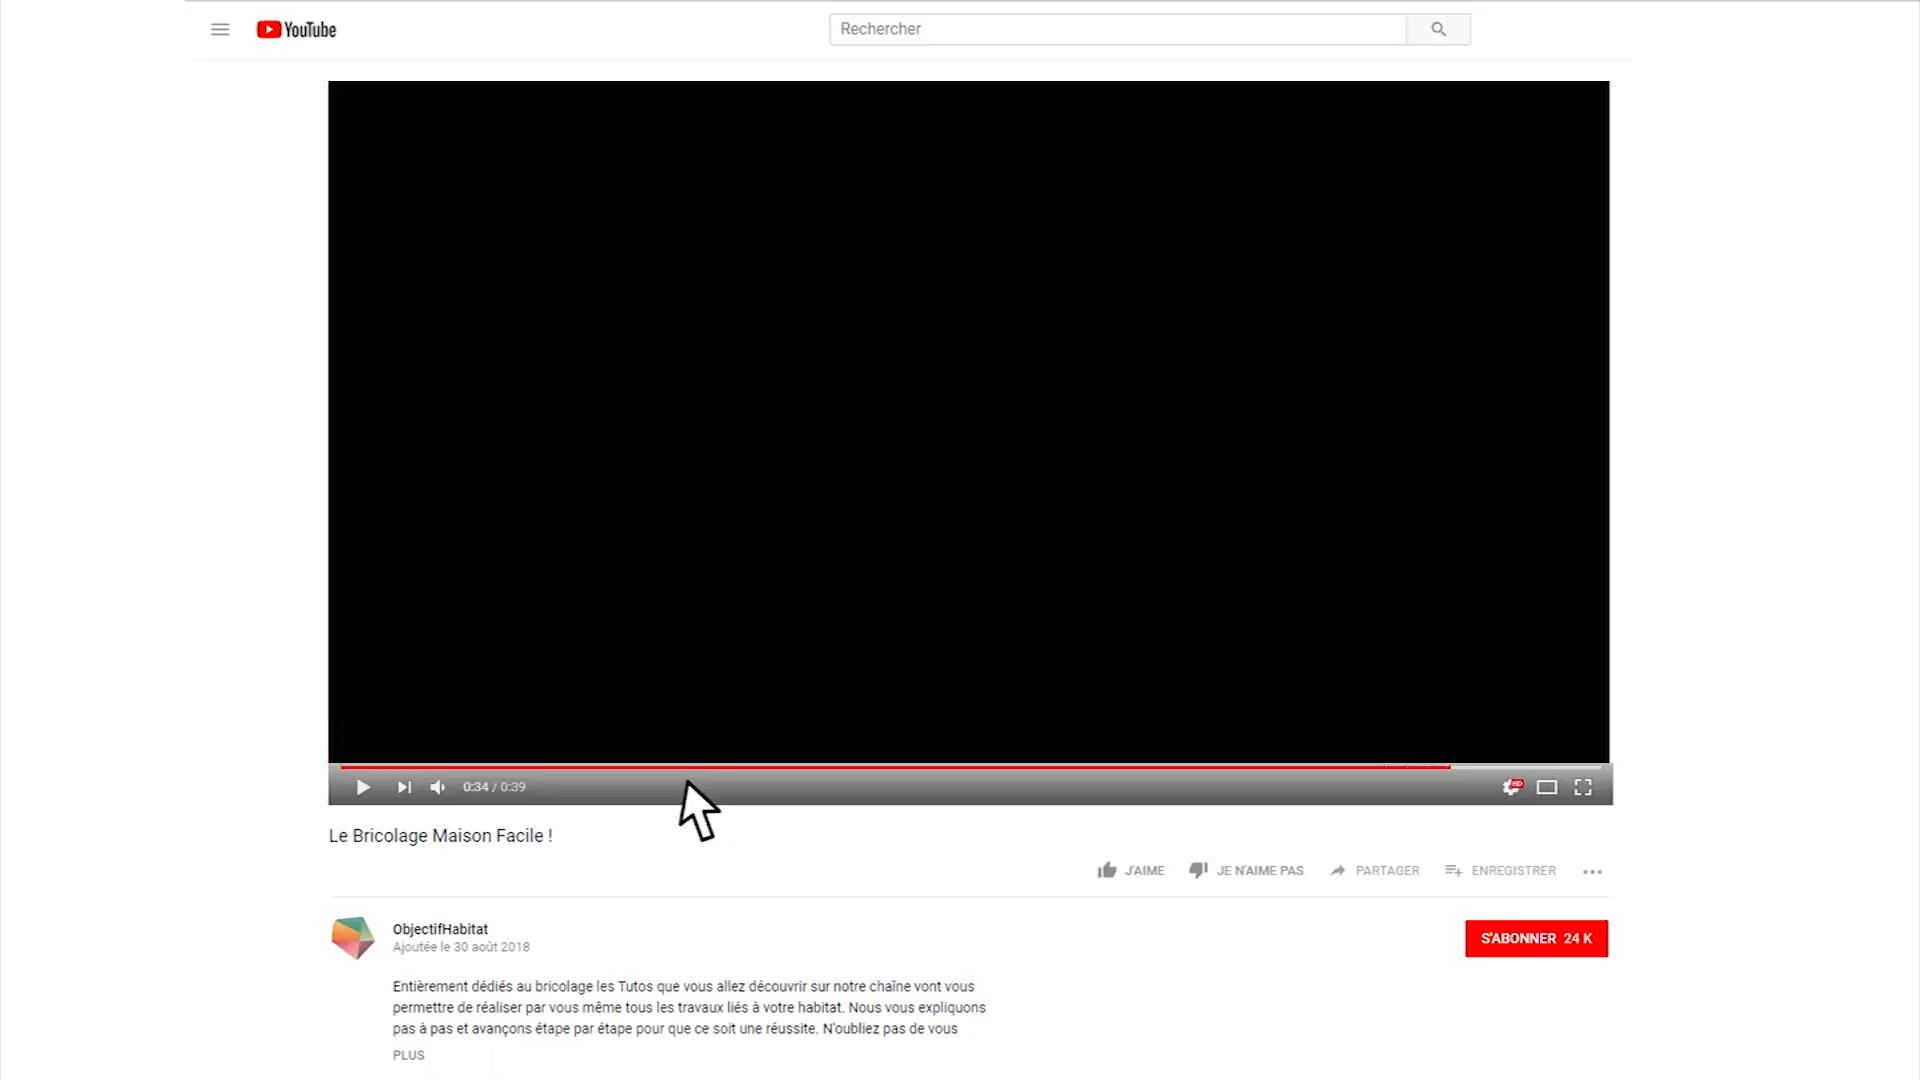 YouTube
Rechercher
0:34 / 0:39
HD
Le Bricolage Maison Facile !
J'AIME
JE N'AIME PAS
PARTAGER
ENREGISTRER
ObjectifHabitat
Ajoutée le 30 août 2018
S'ABONNER 24 K
Entièrement dédiés au bricolage les Tutos que vous allez découvrir sur notre chaîne vont vous
permettre de réaliser par vous même tous les travaux liés à votre habitat. Nous vous expliquons
pas à pas et avançons étape par étape pour que ce soit une réussite. N'oubliez pas de vous
PLUS